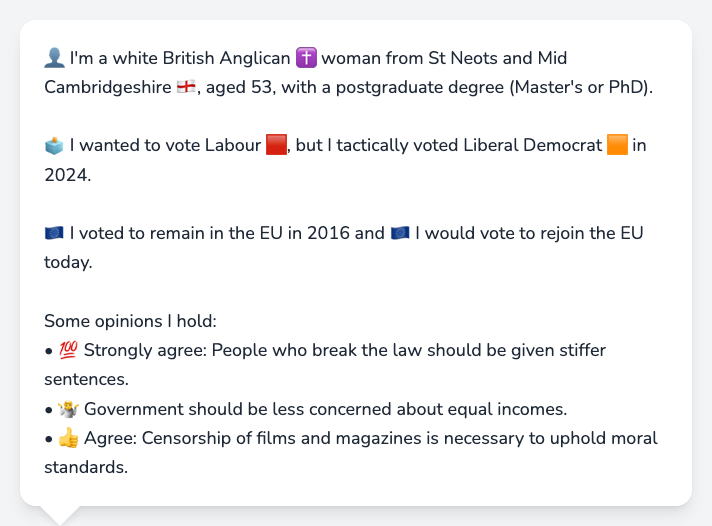 👤 I'm a white British Anglican ✝️ woman from St Neots and Mid
Cambridgeshire 🏴󠁧󠁢󠁥󠁮󠁧󠁿, aged 53, with a postgraduate degree (Master's or PhD).
🗳️ I wanted to vote Labour 🟥, but I tactically voted Liberal Democrat 🟧 in
2024.
🇪🇺 I voted to remain in the EU in 2016 and 🇪🇺 I would vote to rejoin the EU
today.
Some opinions I hold:
• 💯 Strongly agree: People who break the law should be given stiffer
sentences.
• 🤷 Government should be less concerned about equal incomes.
• 👍 Agree: Censorship of films and magazines is necessary to uphold moral
standards.